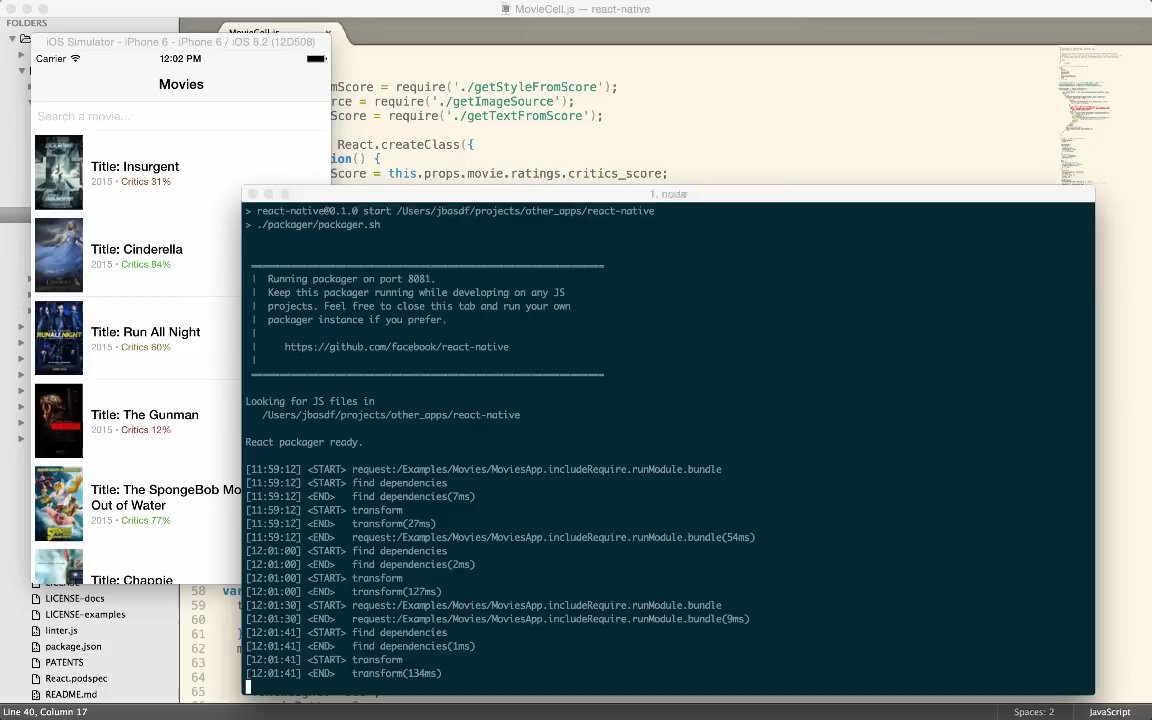 MovieCell.js — react-native
FOLDERS
MovieCell.js
iOS Simulator - iPhone 6 - iPhone 6 / iOS 8.2 (12D508)
Carrier 12:02 PM
Movies
Search a movie...
Title: Insurgent
2015 • Critics 31%
Title: Cinderella
2015 • Critics 84%
Title: Run All Night
2015 • Critics 60%
Title: The Gunman
2015 • Critics 12%
Title: The SpongeBob Mo
Out of Water
2015 • Critics 77%
Title: Chappie
mScore = require('./getStyleFromScore');
rce = require('./getImageSource');
Score = require('./getTextFromScore');
React.createClass({
ion() {
Score = this.props.movie.ratings.critics_score;
1. node
> react-native@0.1.0 start /Users/jbasdf/projects/other_apps/react-native
> ./packager/packager.sh
| Running packager on port 8081.
| Keep this packager running while developing on any JS
| projects. Feel free to close this tab and run your own
| packager instance if you prefer.
|
| https://github.com/facebook/react-native
|
Looking for JS files in
/Users/jbasdf/projects/other_apps/react-native
React packager ready.
[11:59:12] <START> request:/Examples/Movies/MoviesApp.includeRequire.runModule.bundle
[11:59:12] <START> find dependencies
[11:59:12] <END> find dependencies(7ms)
[11:59:12] <START> transform
[11:59:12] <END> transform(27ms)
[11:59:12] <END> request:/Examples/Movies/MoviesApp.includeRequire.runModule.bundle(54ms)
[12:01:00] <START> find dependencies
[12:01:00] <END> find dependencies(2ms)
[12:01:00] <START> transform
[12:01:00] <END> transform(127ms)
[12:01:30] <START> request:/Examples/Movies/MoviesApp.includeRequire.runModule.bundle
[12:01:30] <END> request:/Examples/Movies/MoviesApp.includeRequire.runModule.bundle(9ms)
[12:01:41] <START> find dependencies
[12:01:41] <END> find dependencies(1ms)
[12:01:41] <START> transform
[12:01:41] <END> transform(134ms)
LICENSE
LICENSE-docs
LICENSE-examples
linter.js
package.json
PATENTS
React.podspec
README.md
58 va
59 t
60
61 }
62 m
63
64
65
66
Line 40, Column 17
Spaces: 2
JavaScript